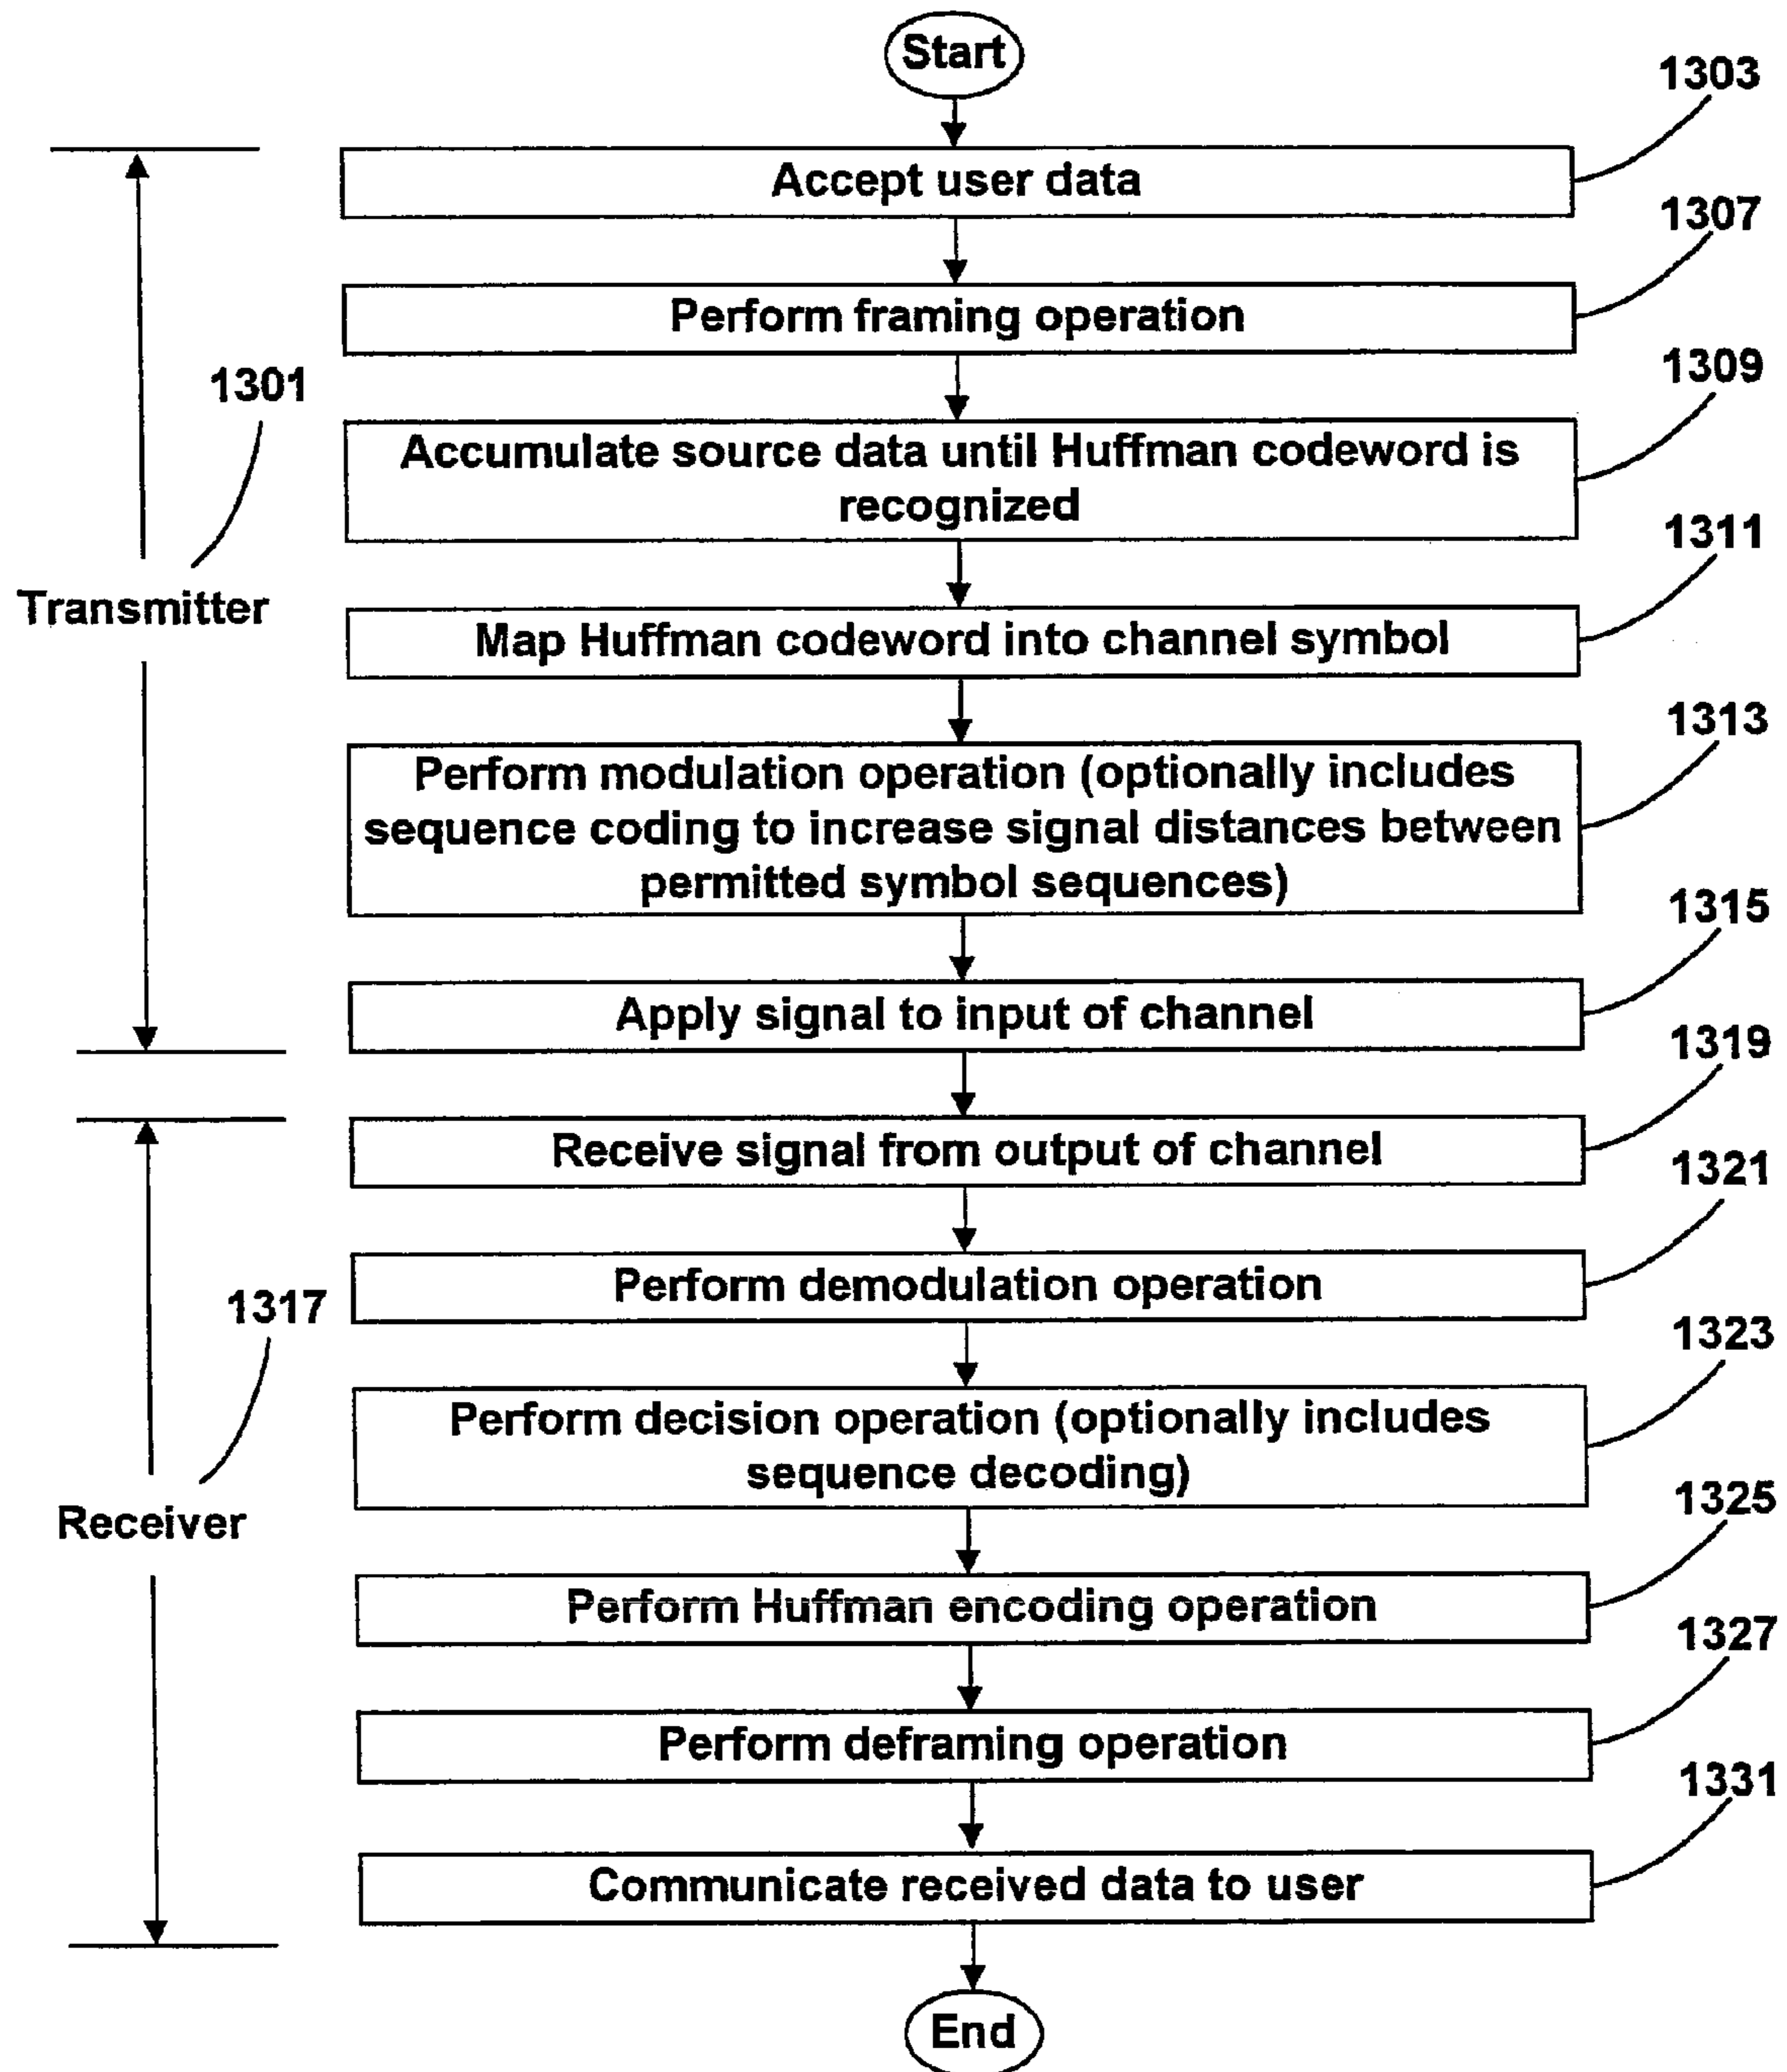 Start
1303
Accept user data
1307
Perform framing operation
1301
1309
Accumulate source data until Huffman codeword is
recognized
1311
Transmitter
Map Huffman codeword into channel symbol
1313
Perform modulation operation (optionally includes
sequence coding to increase signal distances between
permitted symbol sequences)
1315
Apply signal to input of channel
1319
Receive signal from output of channel
1321
Perform demodulation operation
1317
1323
Perform decision operation (optionally includes
sequence decoding)
1325
Receiver
Perform Huffman encoding operation
1327
Perform deframing operation
1331
Communicate received data to user
End